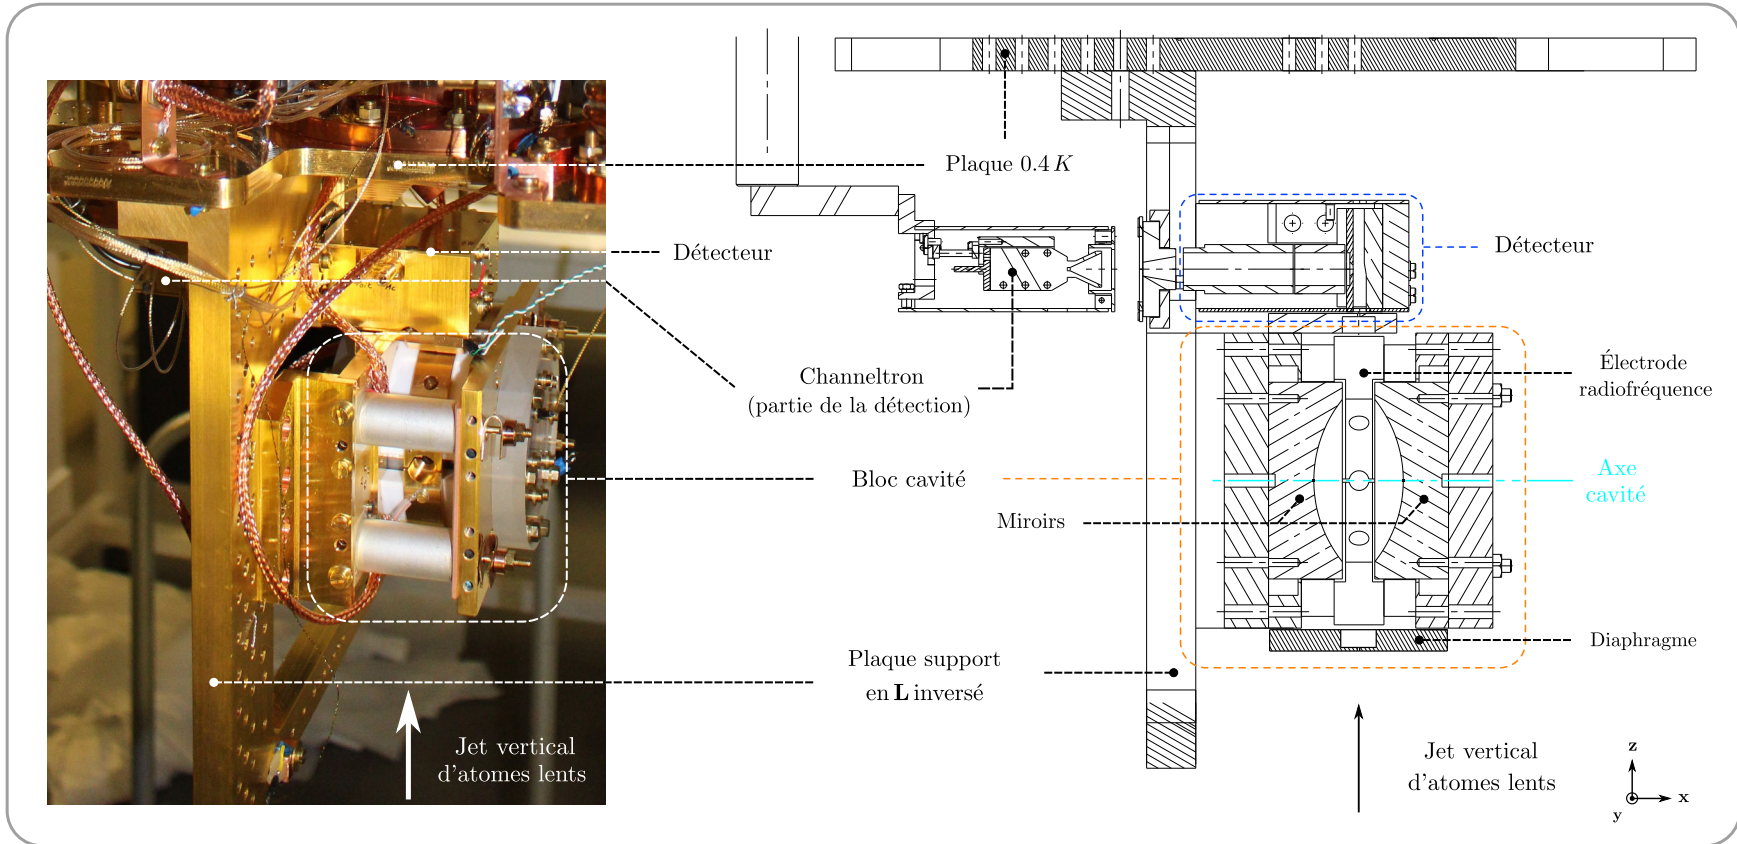 Plaque 0.4 K
Détecteur
Détecteur
Channeltron
(partie de la détection)
Électrode
radiofréquence
Bloc cavité
Axe
cavité
Miroirs
Diaphragme
Plaque support
en L inversé
Jet vertical
d'atomes lents
Jet vertical
d'atomes lents
z
x
y